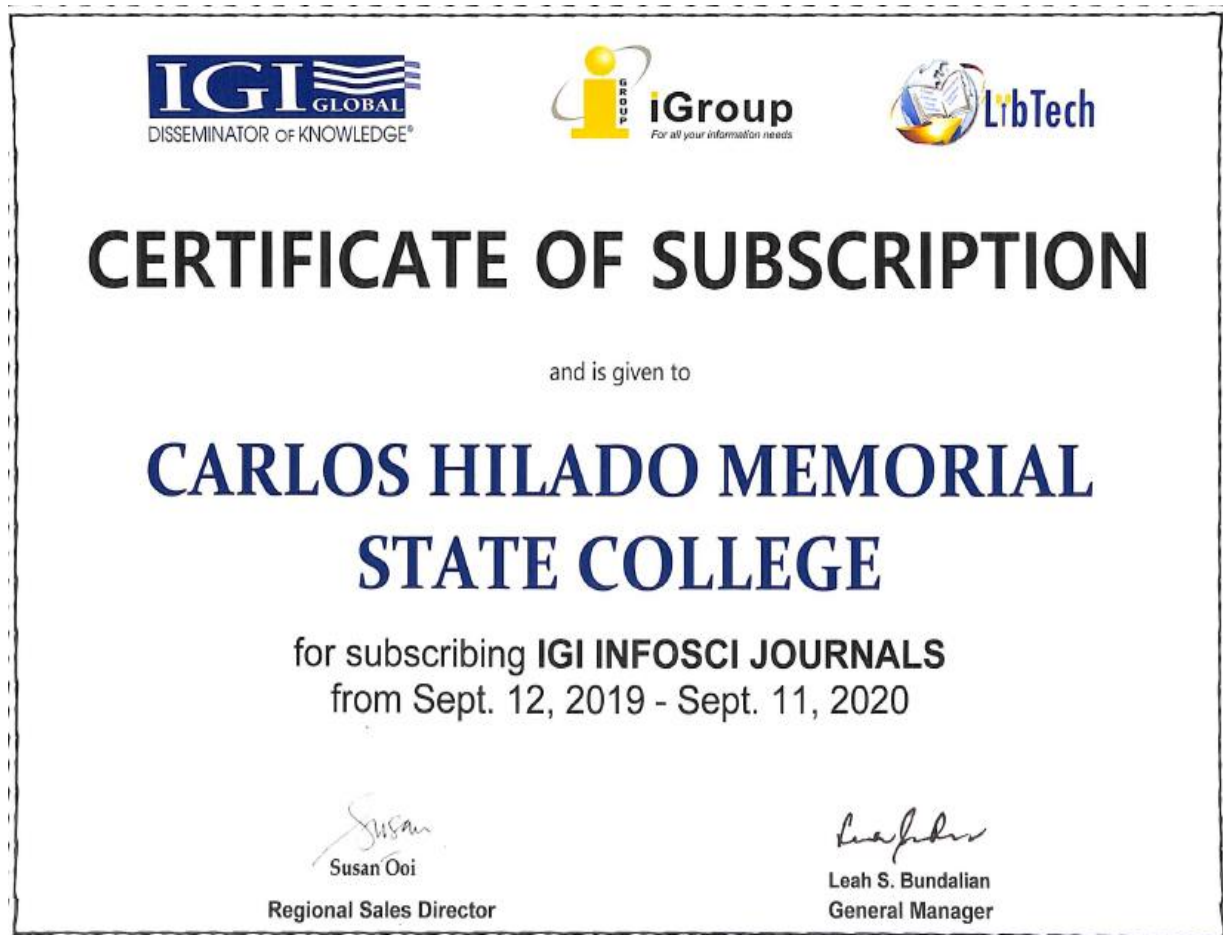 IGI GLOBAL
DISSEMINATOR OF KNOWLEDGE®
GROUP
iGroup
For all your information needs
LibTech
CERTIFICATE OF SUBSCRIPTION
and is given to
CARLOS HILADO MEMORIAL
STATE COLLEGE
for subscribing IGI INFOSCI JOURNALS
from Sept. 12, 2019 - Sept. 11, 2020
Susan
Susan Ooi
Regional Sales Director
Leah S. Bundalian
General Manager